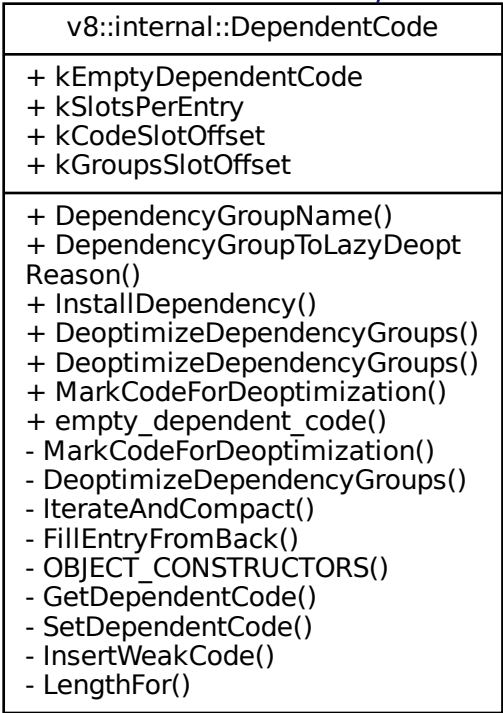 v8::internal::DependentCode
+ kEmptyDependentCode
+ kSlotsPerEntry
+ kCodeSlotOffset
+ kGroupsSlotOffset
+ DependencyGroupName()
+ DependencyGroupToLazyDeopt
Reason()
+ InstallDependency()
+ DeoptimizeDependencyGroups()
+ DeoptimizeDependencyGroups()
+ MarkCodeForDeoptimization()
+ empty_dependent_code()
- MarkCodeForDeoptimization()
- DeoptimizeDependencyGroups()
- IterateAndCompact()
- FillEntryFromBack()
- OBJECT_CONSTRUCTORS()
- GetDependentCode()
- SetDependentCode()
- InsertWeakCode()
- LengthFor()